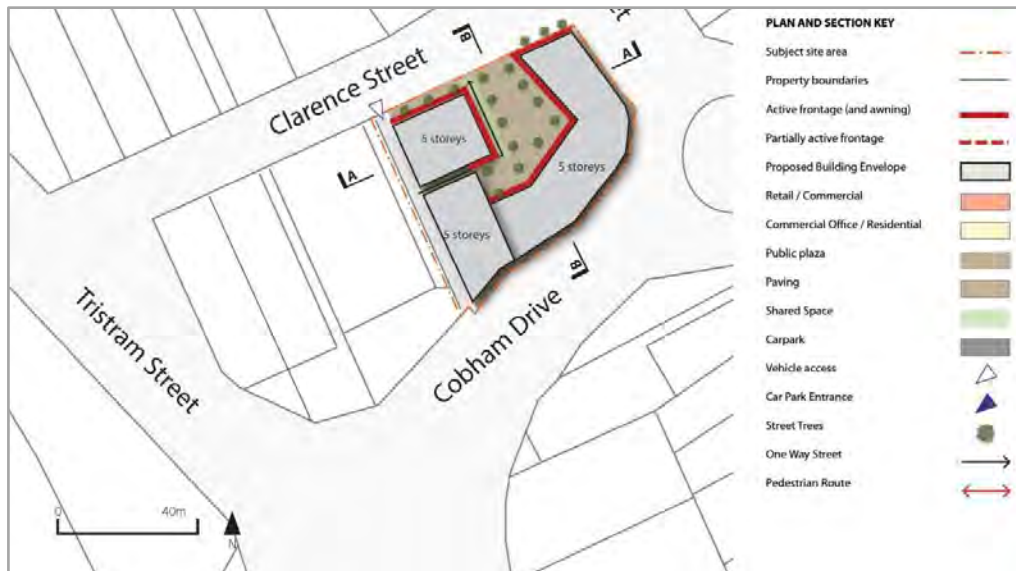 Clarence Street
B
A
5 storeys
5 storeys
A
5 storeys
B
Tristram Street
Cobham Drive
0 40m
N
PLAN AND SECTION KEY
Subject site area
Property boundaries
Active frontage (and awning)
Partially active frontage
Proposed Building Envelope
Retail / Commercial
Commercial Office / Residential
Public plaza
Paving
Shared Space
Carpark
Vehicle access
Car Park Entrance
Street Trees
One Way Street
Pedestrian Route